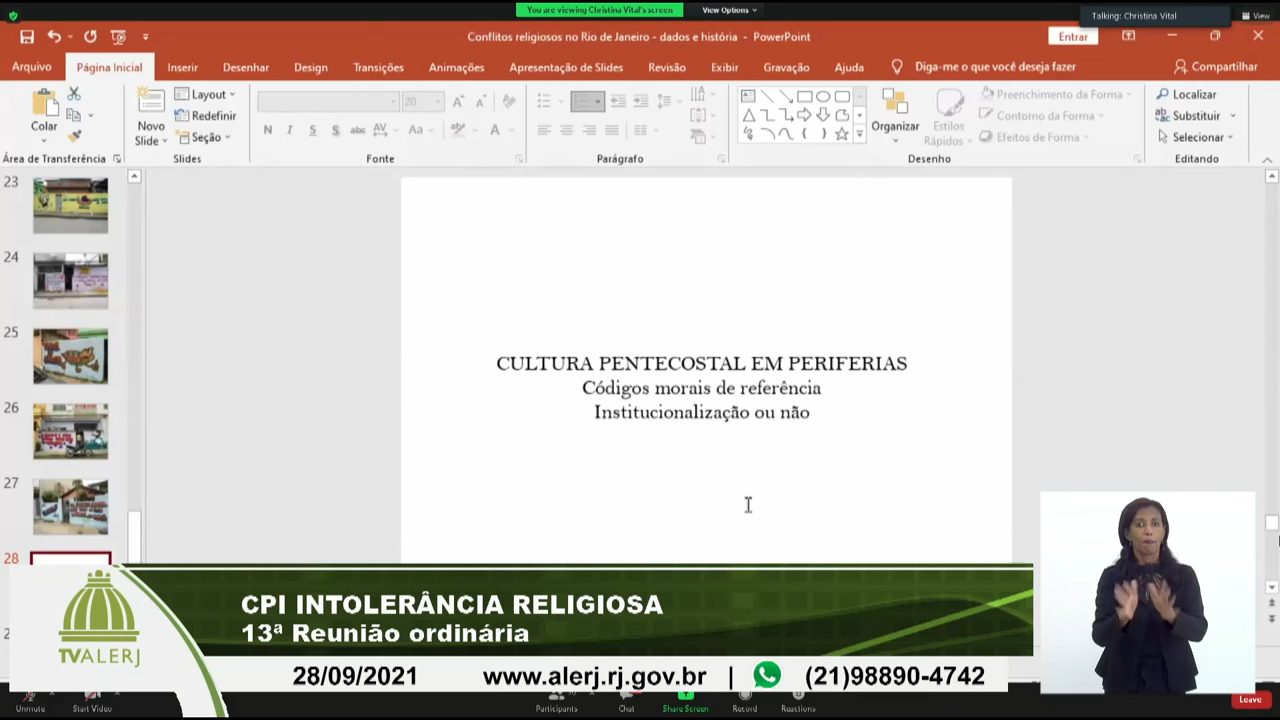 You are viewing Christina Vital's screen
View Options
Talking: Christina Vital
View
Conflitos religiosos no Rio de Janeiro - dados e história - PowerPoint
Entrar
Arquivo
Página Inicial
Inserir
Desenhar
Design
Transições
Animações
Apresentação de Slides
Revisão
Exibir
Gravação
Ajuda
Diga-me o que você deseja fazer
Compartilhar
Colar
Novo
Slide
Layout
Redefinir
Seção
20
Organizar
Estilos
Rápidos
Preenchimento da Forma
Contorno da Forma
Efeitos de Forma
Localizar
Substituir
Selecionar
Área de Transferência
Slides
Fonte
Parágrafo
Desenho
Editando
23
24
25
26
27
28
CULTURA PENTECOSTAL EM PERIFERIAS
Códigos morais de referência
Institucionalização ou não
TVALERJ
CPI INTOLERÂNCIA RELIGIOSA
13ª Reunião ordinária
28/09/2021 www.alerj.rj.gov.br | (21)98890-4742
Unmute
Start Video
Participants
Chat
Share Screen
Record
Reactions
Leave